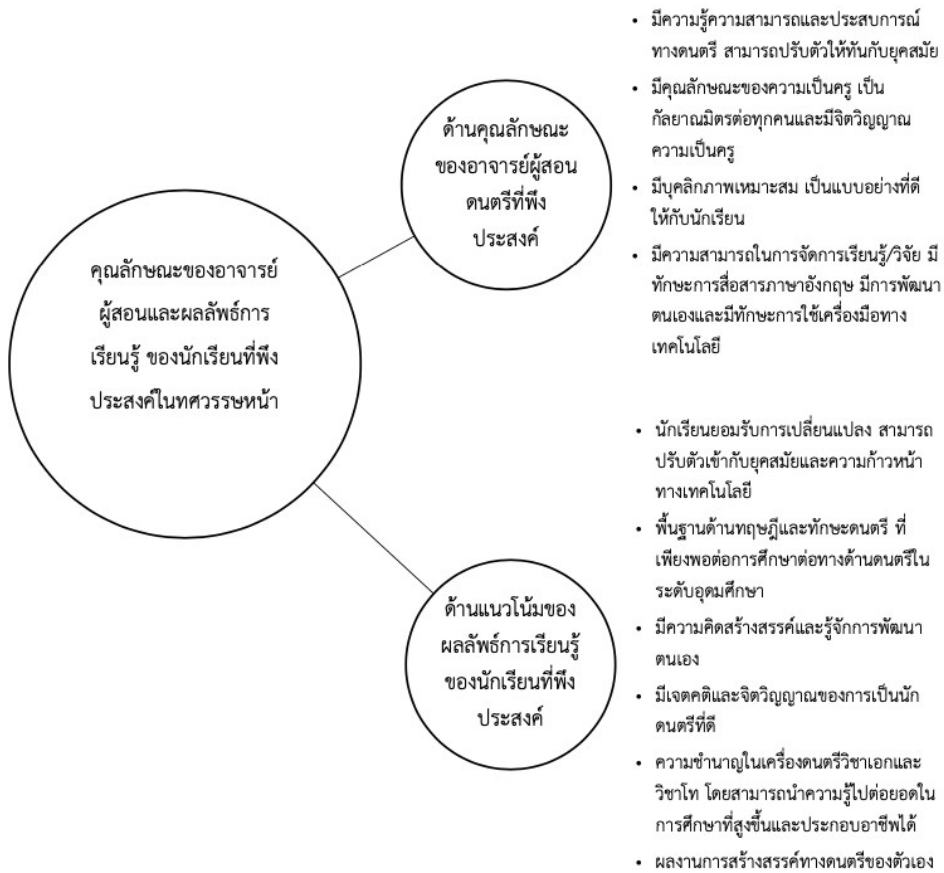 คุณลักษณะของอาจารย์
ผู้สอนและผลลัพธ์การ
เรียนรู้ ของนักเรียนที่พึง
ประสงค์ในทศวรรษหน้า
ด้านคุณลักษณะ
ของอาจารย์ผู้สอน
ดนตรีที่พึง
ประสงค์
• มีความรู้ความสามารถและประสบการณ์
ทางดนตรี สามารถปรับตัวให้ทันกับยุคสมัย
• มีคุณลักษณะของความเป็นครู เป็น
กัลยาณมิตรต่อทุกคนและมีจิตวิญญาณ
ความเป็นครู
• มีบุคลิกภาพเหมาะสม เป็นแบบอย่างที่ดี
ให้กับนักเรียน
• มีความสามารถในการจัดการเรียนรู้/วิจัย มี
ทักษะการสื่อสารภาษาอังกฤษ มีการพัฒนา
ตนเองและมีทักษะการใช้เครื่องมือทาง
เทคโนโลยี
ด้านแนวโน้มของ
ผลลัพธ์การเรียนรู้
ของนักเรียนที่พึง
ประสงค์
• นักเรียนยอมรับการเปลี่ยนแปลง สามารถ
ปรับตัวเข้ากับยุคสมัยและความก้าวหน้า
ทางเทคโนโลยี
• พื้นฐานด้านทฤษฎีและทักษะดนตรี ที่
เพียงพอต่อการศึกษาต่อทางด้านดนตรีใน
ระดับอุดมศึกษา
• มีความคิดสร้างสรรค์และรู้จักการพัฒนา
ตนเอง
• มีเจตคติและจิตวิญญาณของการเป็นนัก
ดนตรีที่ดี
• ความชำนาญในเครื่องดนตรีวิชาเอกและ
วิชาโท โดยสามารถนำความรู้ไปต่อยอดใน
การศึกษาที่สูงขึ้นและประกอบอาชีพได้
• ผลงานการสร้างสรรค์ทางดนตรีของตัวเอง